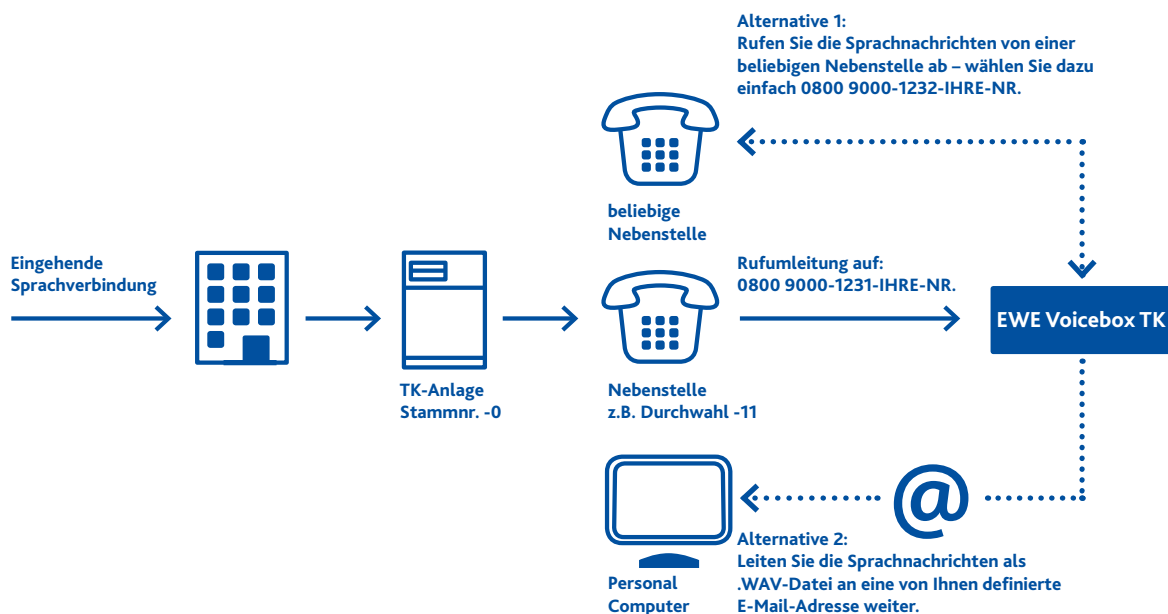 Alternative 1:
Rufen Sie die Sprachnachrichten von einer
beliebigen Nebenstelle ab – wählen Sie dazu
einfach 0800 9000-1232-IHRE-NR.
beliebige
Nebenstelle
Eingehende
Sprachverbindung
TK-Anlage
Stammnr. -0
Nebenstelle
z.B. Durchwahl -11
Rufumleitung auf:
0800 9000-1231-IHRE-NR.
EWE Voicebox TK
@
Personal
Computer
Alternative 2:
Leiten Sie die Sprachnachrichten als
.WAV-Datei an eine von Ihnen definierte
E-Mail-Adresse weiter.